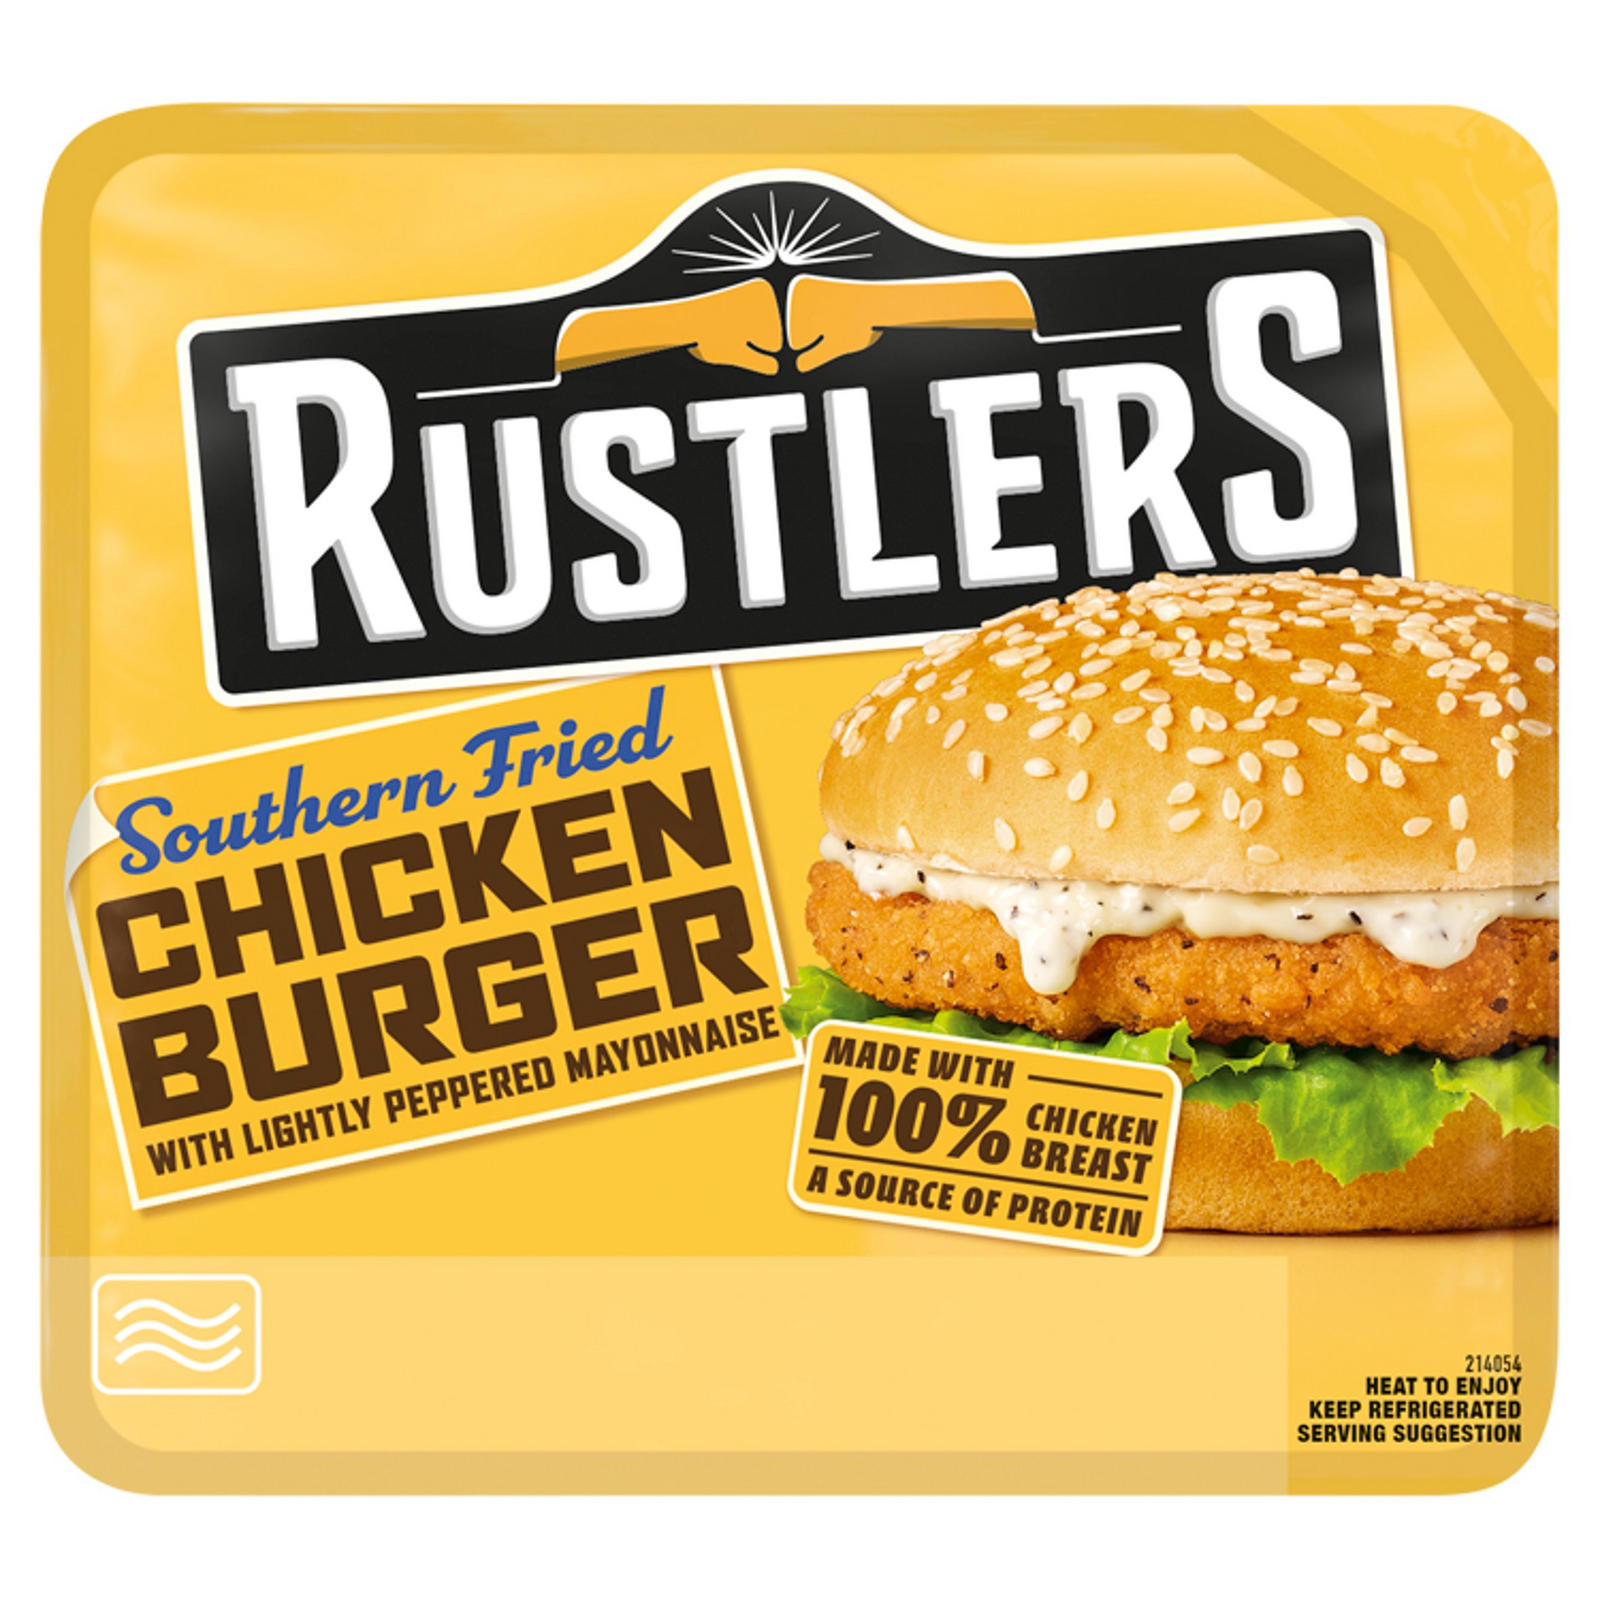 RUSTLERS
Southern Fried
CHICKEN
BURGER
WITH LIGHTLY PEPPERED MAYONNAISE
MADE WITH
100% CHICKEN
BREAST
A SOURCE OF PROTEIN
214054
HEAT TO ENJOY
KEEP REFRIGERATED
SERVING SUGGESTION